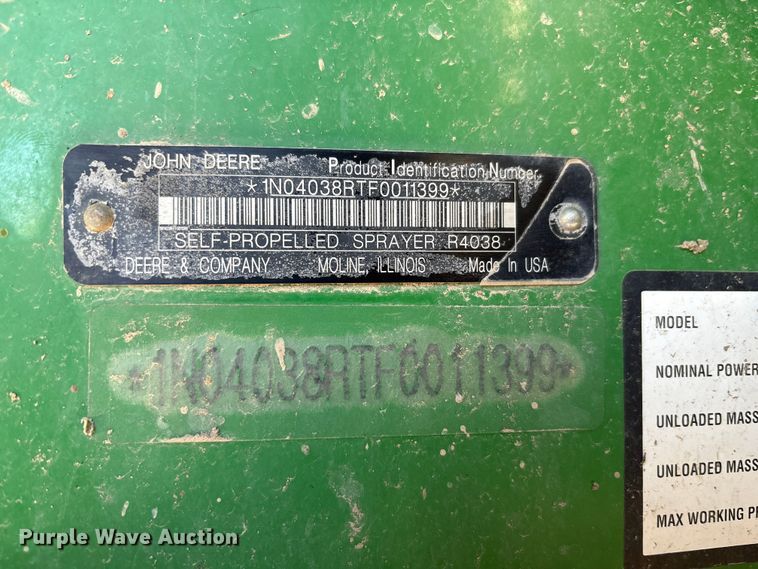 JOHN DEERE Product Identification Number
*1N04038RTF0011399*
SELF-PROPELLED SPRAYER R4038
DEERE & COMPANY MOLINE, ILLINOIS Made In USA
*1N04038RTF0011399*
MODEL
NOMINAL POWER
UNLOADED MASS
UNLOADED MASS
MAX WORKING PR
Purple Wave Auction